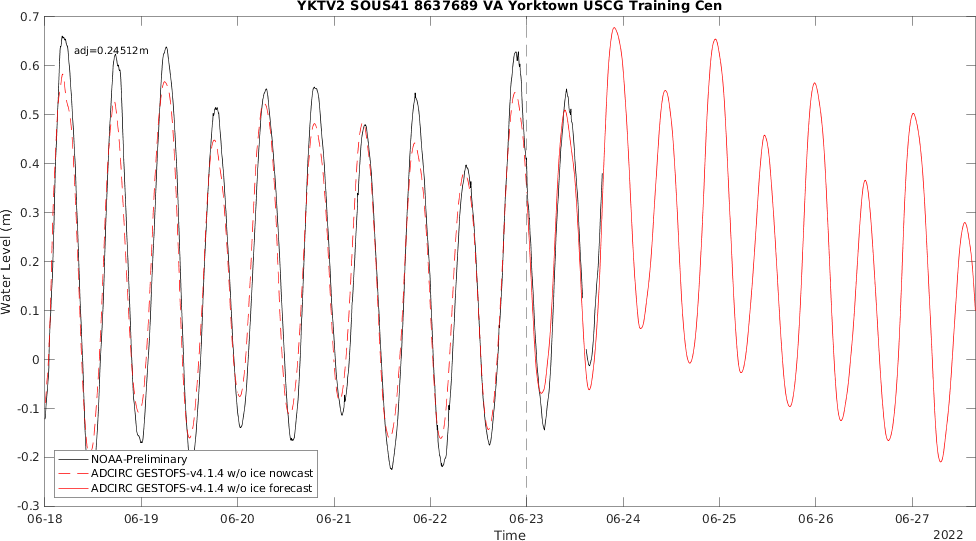 YKTV2 SOUS41 8637689 VA Yorktown USCG Training Cen
adj=0.24512m
0.7
0.6
0.5
0.4
0.3
0.2
0.1
0
-0.1
-0.2
-0.3
Water Level (m)
NOAA-Preliminary
ADCIRC GESTOFS-v4.1.4 w/o ice nowcast
ADCIRC GESTOFS-v4.1.4 w/o ice forecast
06-18 06-19 06-20 06-21 06-22 06-23 06-24 06-25 06-26 06-27
Time
2022